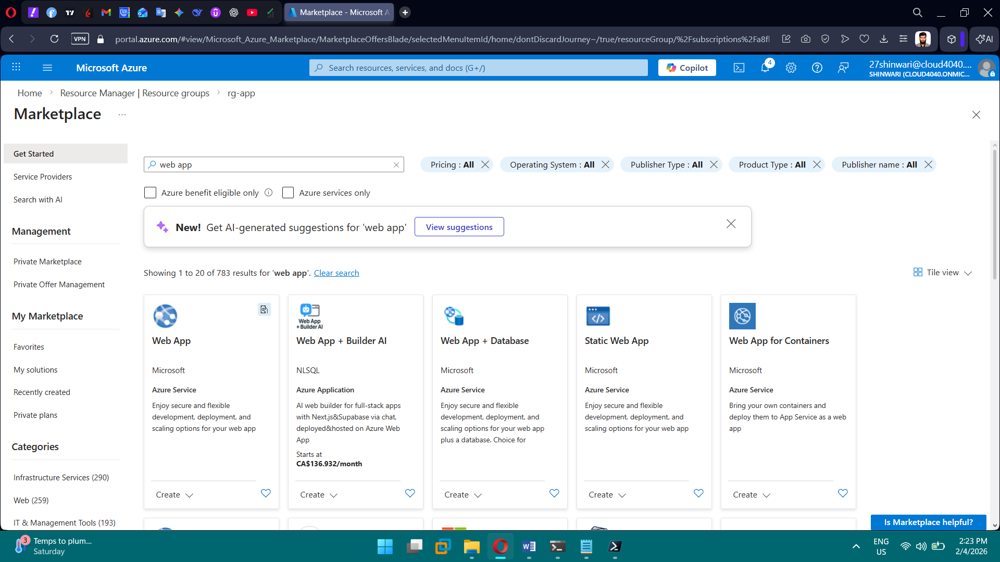 Marketplace - Microsoft A
VPN
portal.azure.com/#view/Microsoft_Azure_Marketplace/MarketplaceOffersBlade/selectedMenuItemId/home/dontDiscardJourney~/true/resourceGroup/%2Fsubscriptions%2Fa8fl
AI
Microsoft Azure
Search resources, services, and docs (G+/)
Copilot
4
27shinwari@cloud4040....
SHINWARI (CLOUD4040.ONMIC...
Home
Resource Manager | Resource groups
rg-app
Marketplace
...
Get Started
Service Providers
Search with AI
Management
Private Marketplace
Private Offer Management
My Marketplace
Favorites
My solutions
Recently created
Private plans
Categories
Infrastructure Services (290)
Web (259)
IT & Management Tools (193)
web app
Pricing : All
Operating System : All
Publisher Type : All
Product Type : All
Publisher name : All
Azure benefit eligible only
Azure services only
New! Get AI-generated suggestions for 'web app'
View suggestions
Showing 1 to 20 of 783 results for 'web app'. Clear search
Tile view
Web App
Microsoft
Azure Service
Enjoy secure and flexible
development, deployment, and
scaling options for your web app
Create
Web App
+ Builder AI
Web App + Builder AI
NLSQL
Azure Application
AI web builder for full-stack apps
with Next.js&Supabase via chat,
deployed&hosted on Azure Web
App
Starts at
CA$136.932/month
Create
Web App + Database
Microsoft
Azure Service
Enjoy secure and flexible
development, deployment, and
scaling options for your web app
plus a database. Choice for
Create
Static Web App
Microsoft
Azure Service
Enjoy secure and flexible
development, deployment, and
scaling options for your web app
Create
Web App for Containers
Microsoft
Azure Service
Bring your own containers and
deploy them to App Service as a web
app
Create
Is Marketplace helpful?
3
Temps to plum...
Saturday
ENG
US
2:23 PM
2/4/2026